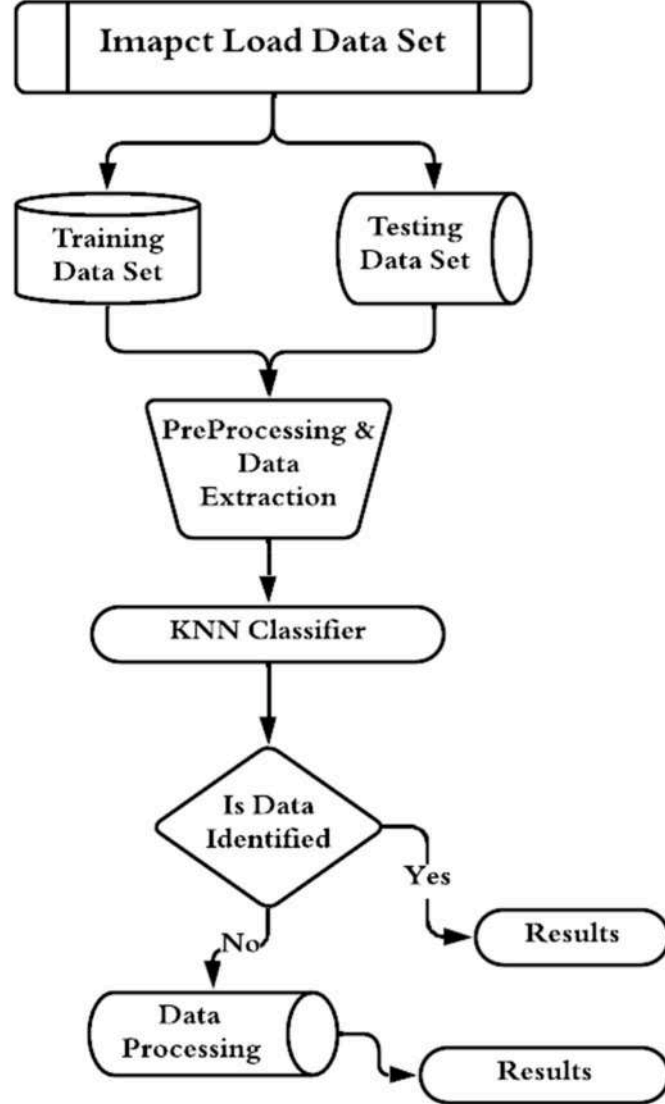 Imapct Load Data Set
Training
Data Set
Testing
Data Set
PreProcessing &
Data
Extraction
KNN Classifier
Is Data
Identified
Yes
Results
No
Data
Processing
Results